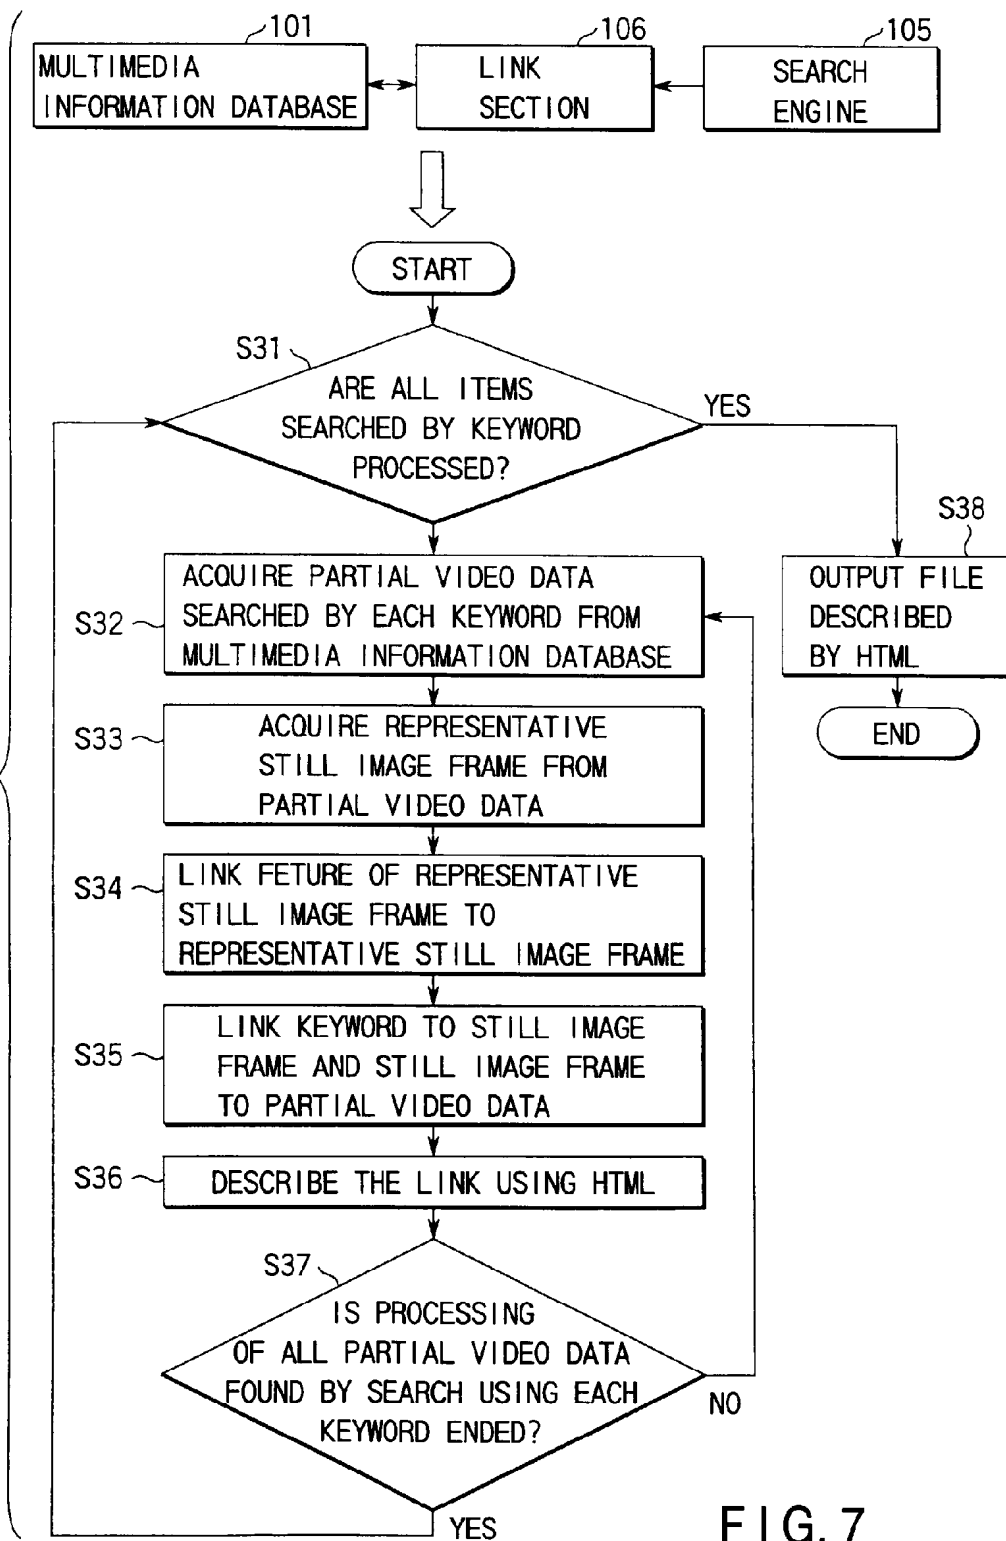 101
MULTIMEDIA
INFORMATION DATABASE
106
LINK
SECTION
105
SEARCH
ENGINE
START
S31
ARE ALL ITEMS
SEARCHED BY KEYWORD
PROCESSED?
YES
S32
ACQUIRE PARTIAL VIDEO DATA
SEARCHED BY EACH KEYWORD FROM
MULTIMEDIA INFORMATION DATABASE
S38
OUTPUT FILE
DESCRIBED
BY HTML
END
S33
ACQUIRE REPRESENTATIVE
STILL IMAGE FRAME FROM
PARTIAL VIDEO DATA
S34
LINK FETURE OF REPRESENTATIVE
STILL IMAGE FRAME TO
REPRESENTATIVE STILL IMAGE FRAME
S35
LINK KEYWORD TO STILL IMAGE
FRAME AND STILL IMAGE FRAME
TO PARTIAL VIDEO DATA
S36
DESCRIBE THE LINK USING HTML
S37
IS PROCESSING
OF ALL PARTIAL VIDEO DATA
FOUND BY SEARCH USING EACH
KEYWORD ENDED?
NO
YES
FIG. 7